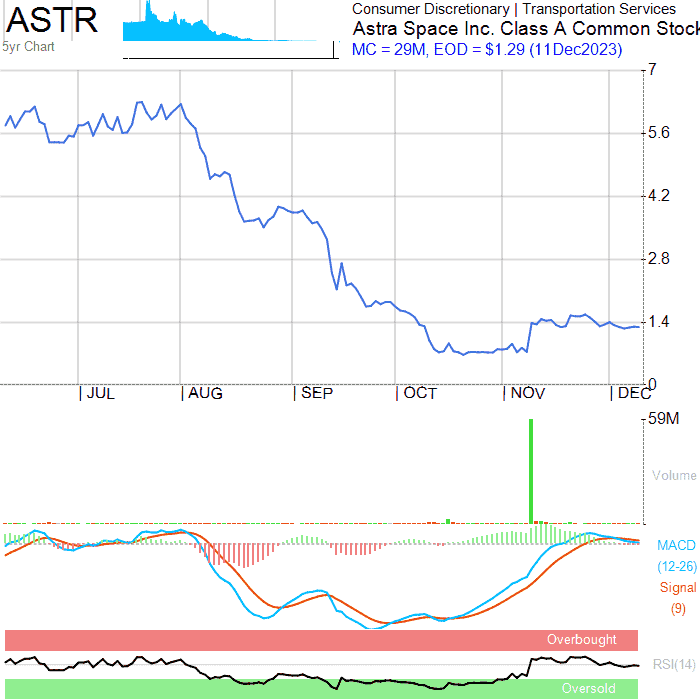 ASTR
5yr Chart
Consumer Discretionary | Transportation Services
Astra Space Inc. Class A Common Stock
MC = 29M, EOD = $1.29 (11Dec2023)
7
5.6
4.2
2.8
1.4
0
JUL AUG SEP OCT NOV DEC
59M
Volume
MACD
(12-26)
Signal
(9)
Overbought
RSI(14)
Oversold